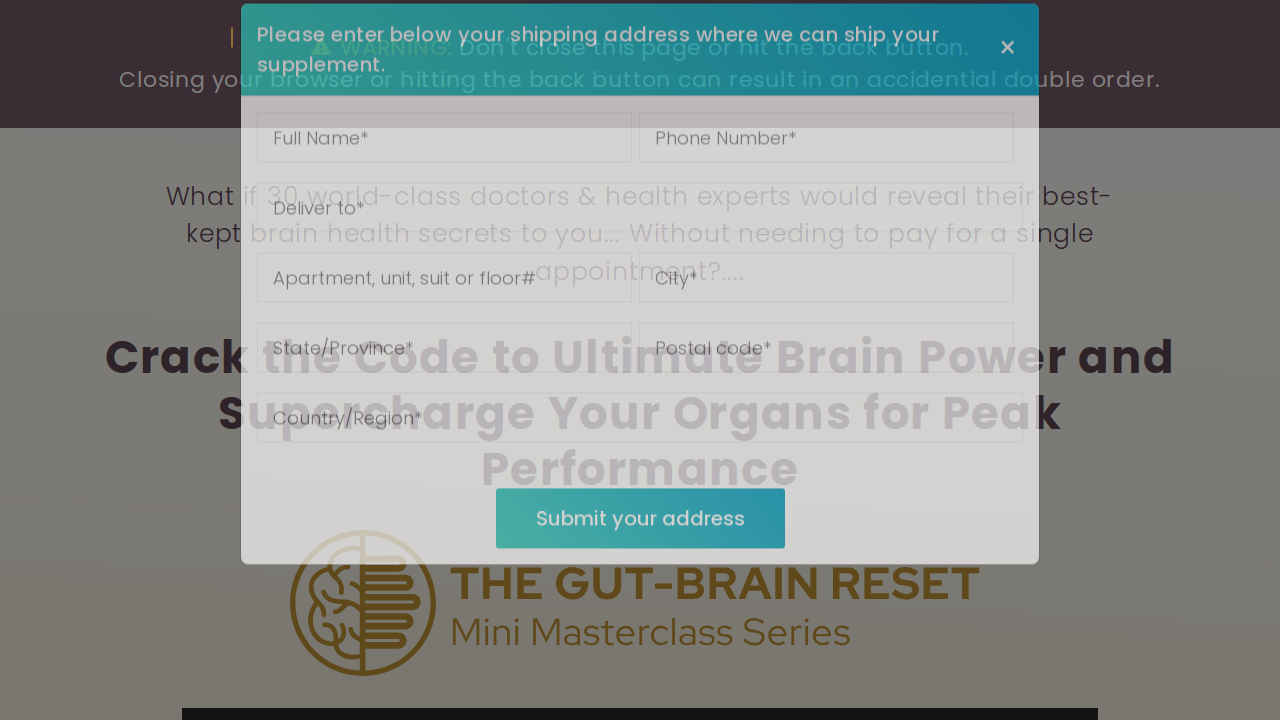 Please enter below your shipping address where we can ship your
supplement.
×
WARNING: Don't close this page or hit the back button.
Closing your browser or hitting the back button can result in an accidential double order.
Full Name*
Phone Number*
Deliver to*
Apartment, unit, suit or floor#
City*
State/Province*
Postal code*
Country/Region*
Submit your address
What if 30 world-class doctors & health experts would reveal their best-
kept brain health secrets to you... Without needing to pay for a single
appointment?....
Crack the Code to Ultimate Brain Power and
Supercharge Your Organs for Peak
Performance
THE GUT-BRAIN RESET
Mini Masterclass Series